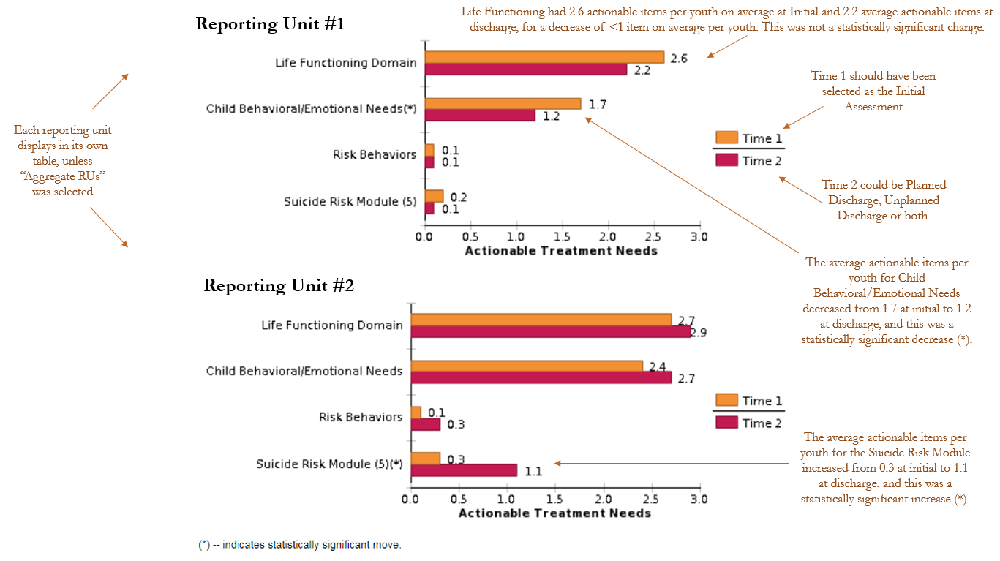 Life Functioning had 2.6 actionable items per youth on average at Initial and 2.2 average actionable items at
discharge, for a decrease of <1 item on average per youth. This was not a statistically significant change.
Reporting Unit #1
Life Functioning Domain
2.6
2.2
Child Behavioral/Emotional Needs(*)
1.7
1.2
Risk Behaviors
0.1
0.1
Suicide Risk Module (5)
0.2
0.1
0.0 0.5 1.0 1.5 2.0 2.5 3.0
Actionable Treatment Needs
Time 1
Time 2
Each reporting unit
displays in its own
table, unless
“Aggregate RUs”
was selected
Time 1 should have been
selected as the Initial
Assessment
Time 2 could be Planned
Discharge, Unplanned
Discharge or both.
The average actionable items per
youth for Child
Behavioral/Emotional Needs
decreased from 1.7 at initial to 1.2
at discharge, and this was a
statistically significant decrease (*).
Reporting Unit #2
Life Functioning Domain
2.7
2.9
Child Behavioral/Emotional Needs
2.4
2.7
Risk Behaviors
0.1
0.3
Suicide Risk Module (5)(*)
0.3
1.1
0.0 0.5 1.0 1.5 2.0 2.5 3.0
Actionable Treatment Needs
Time 1
Time 2
The average actionable items per
youth for the Suicide Risk Module
increased from 0.3 at initial to 1.1
at discharge, and this was a
statistically significant increase (*).
(*) -- indicates statistically significant move.